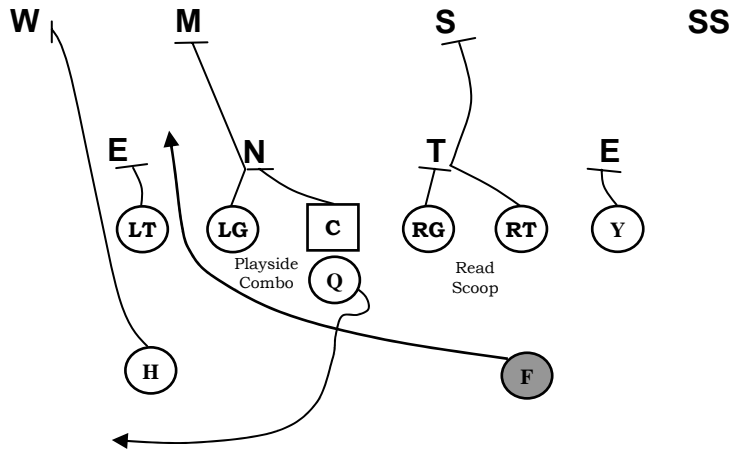 W M S SS
E N T E
LT LG C RG RT Y
Playside
Combo
Q
Read
Scoop
H F